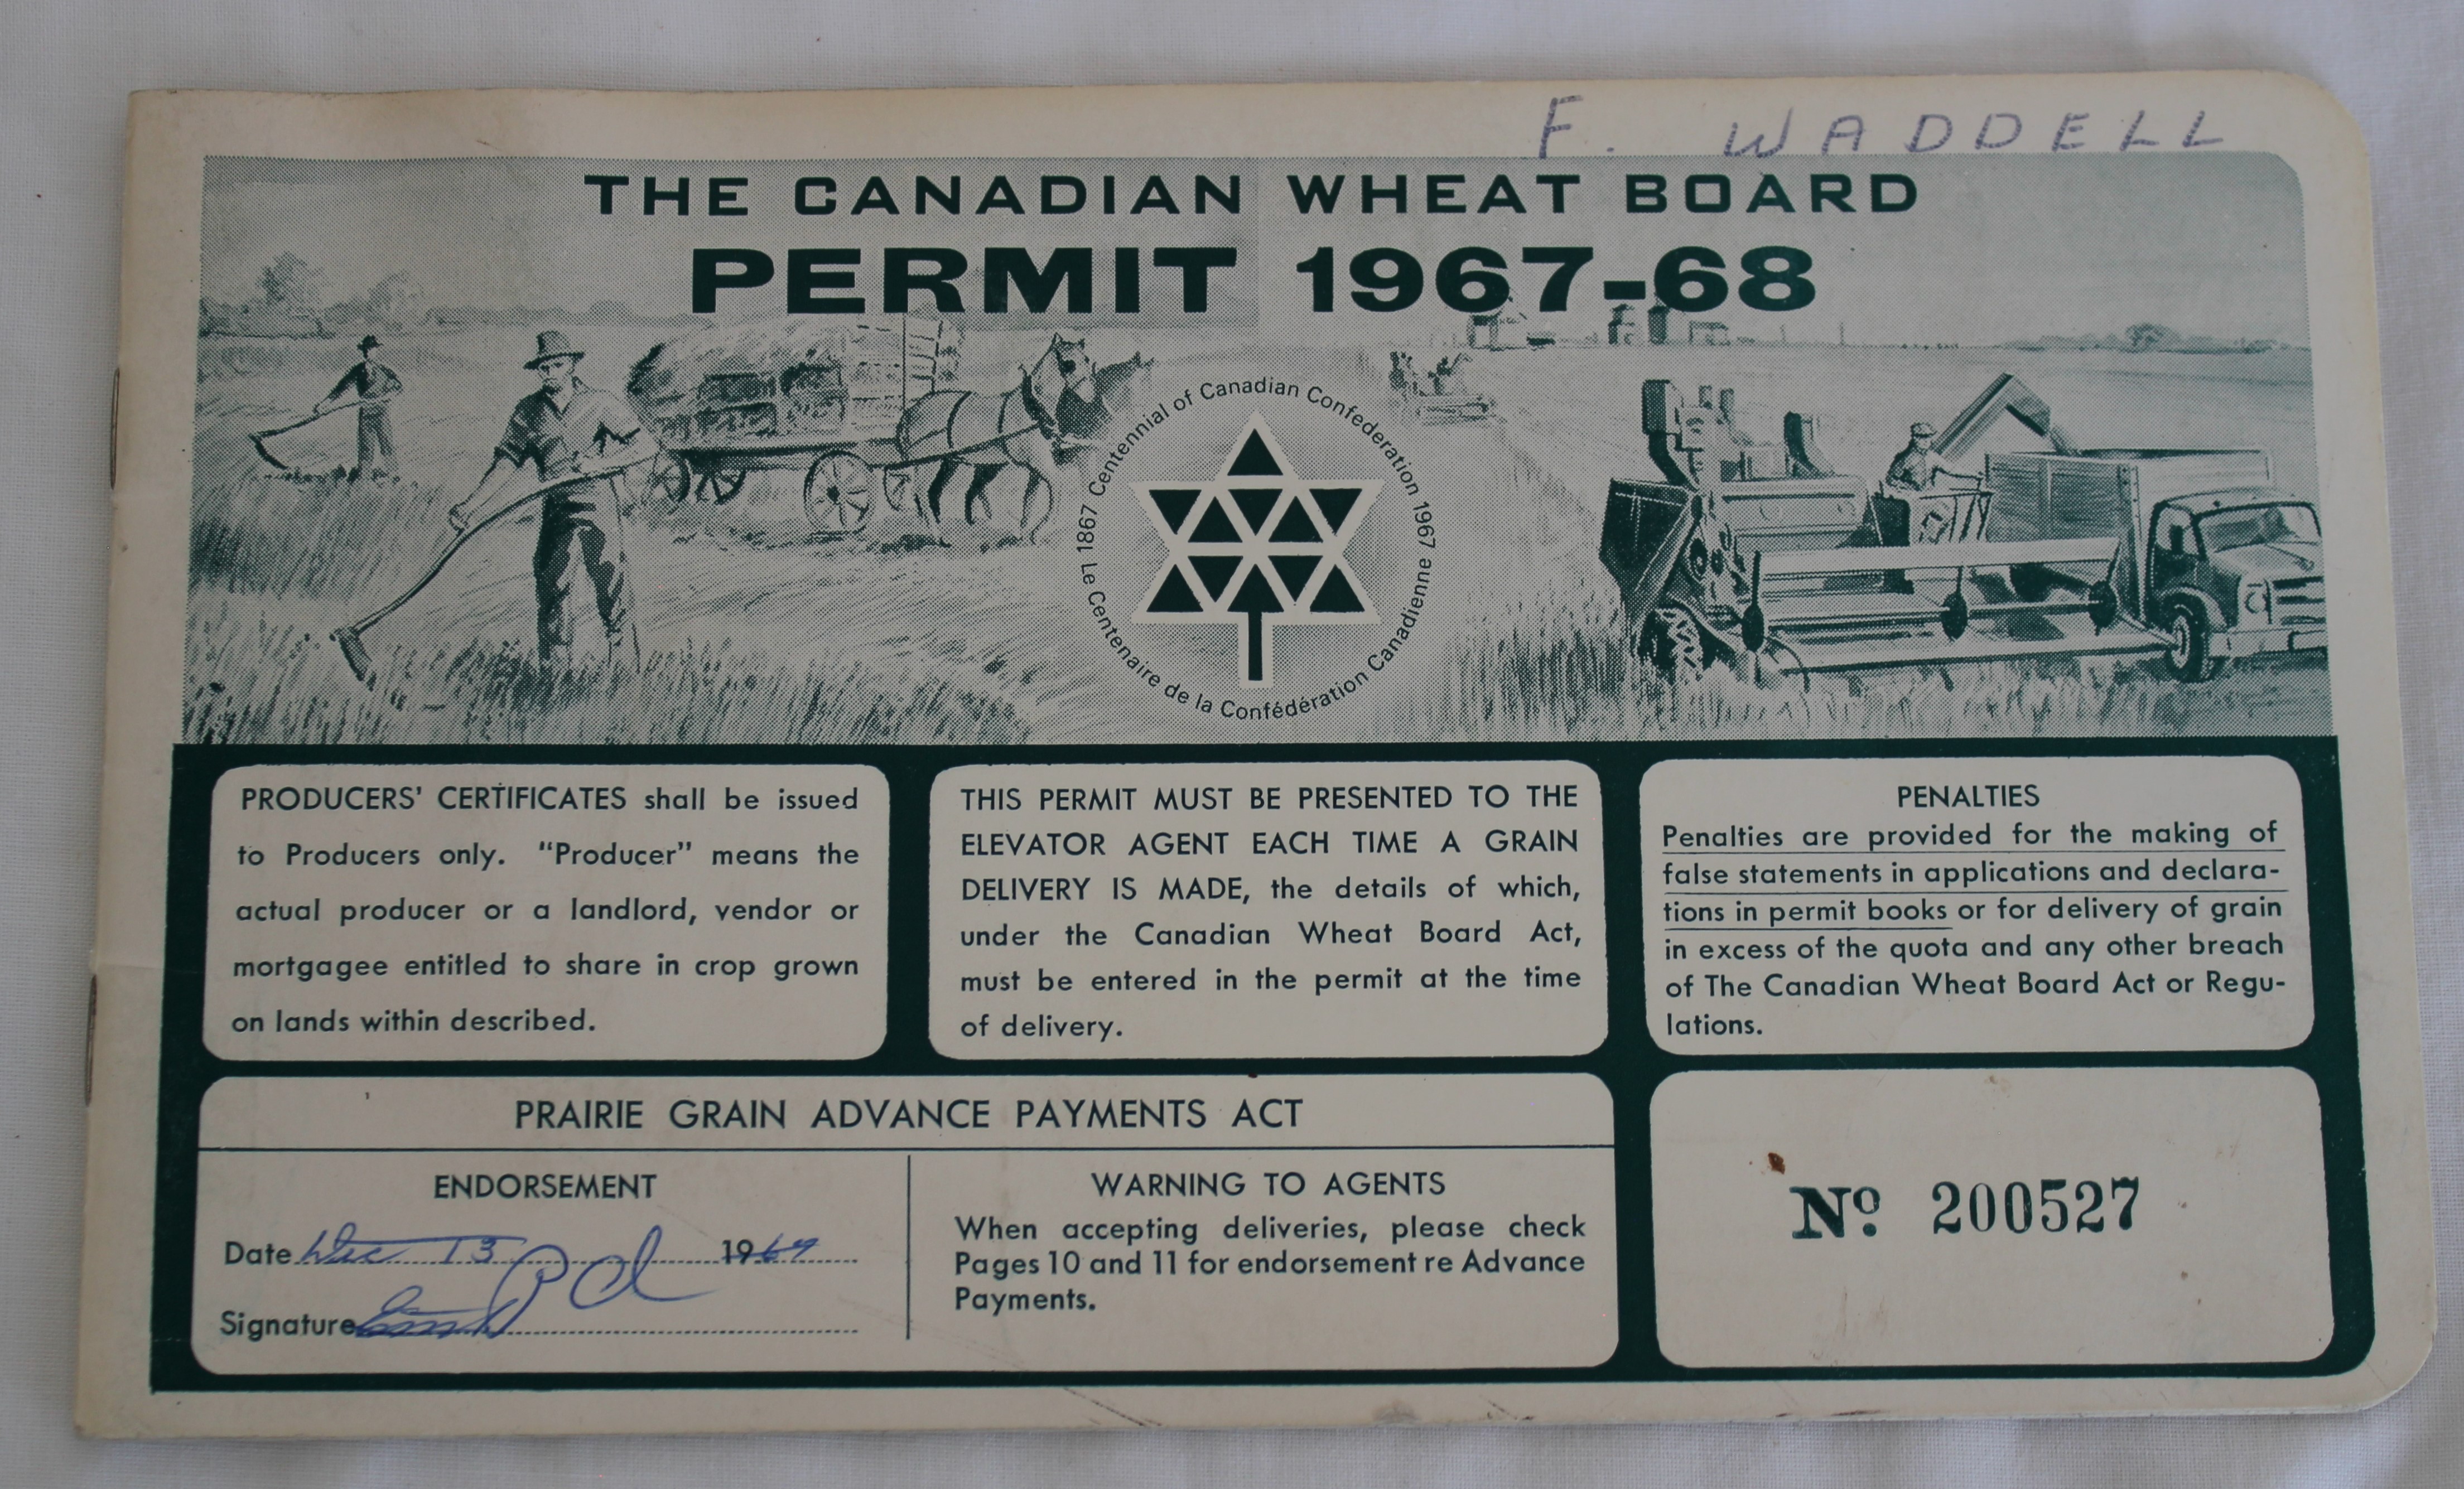 F. WADDELL
THE CANADIAN WHEAT BOARD
PERMIT 1967-68
1867 Centennial of Canadian Confederation 1967
Le Centenaire de la Confédération Canadienne
PRODUCERS' CERTIFICATES shall be issued
to Producers only. "Producer" means the
actual producer or a landlord, vendor or
mortgagee entitled to share in crop grown
on lands within described.
THIS PERMIT MUST BE PRESENTED TO THE
ELEVATOR AGENT EACH TIME A GRAIN
DELIVERY IS MADE, the details of which,
under the Canadian Wheat Board Act,
must be entered in the permit at the time
of delivery.
PENALTIES
Penalties are provided for the making of
false statements in applications and declara-
tions in permit books or for delivery of grain
in excess of the quota and any other breach
of The Canadian Wheat Board Act or Regu-
lations.
PRAIRIE GRAIN ADVANCE PAYMENTS ACT
ENDORSEMENT
Date Dec 13 1967
Signature
WARNING TO AGENTS
When accepting deliveries, please check
Pages 10 and 11 for endorsement re Advance
Payments.
Nº 200527